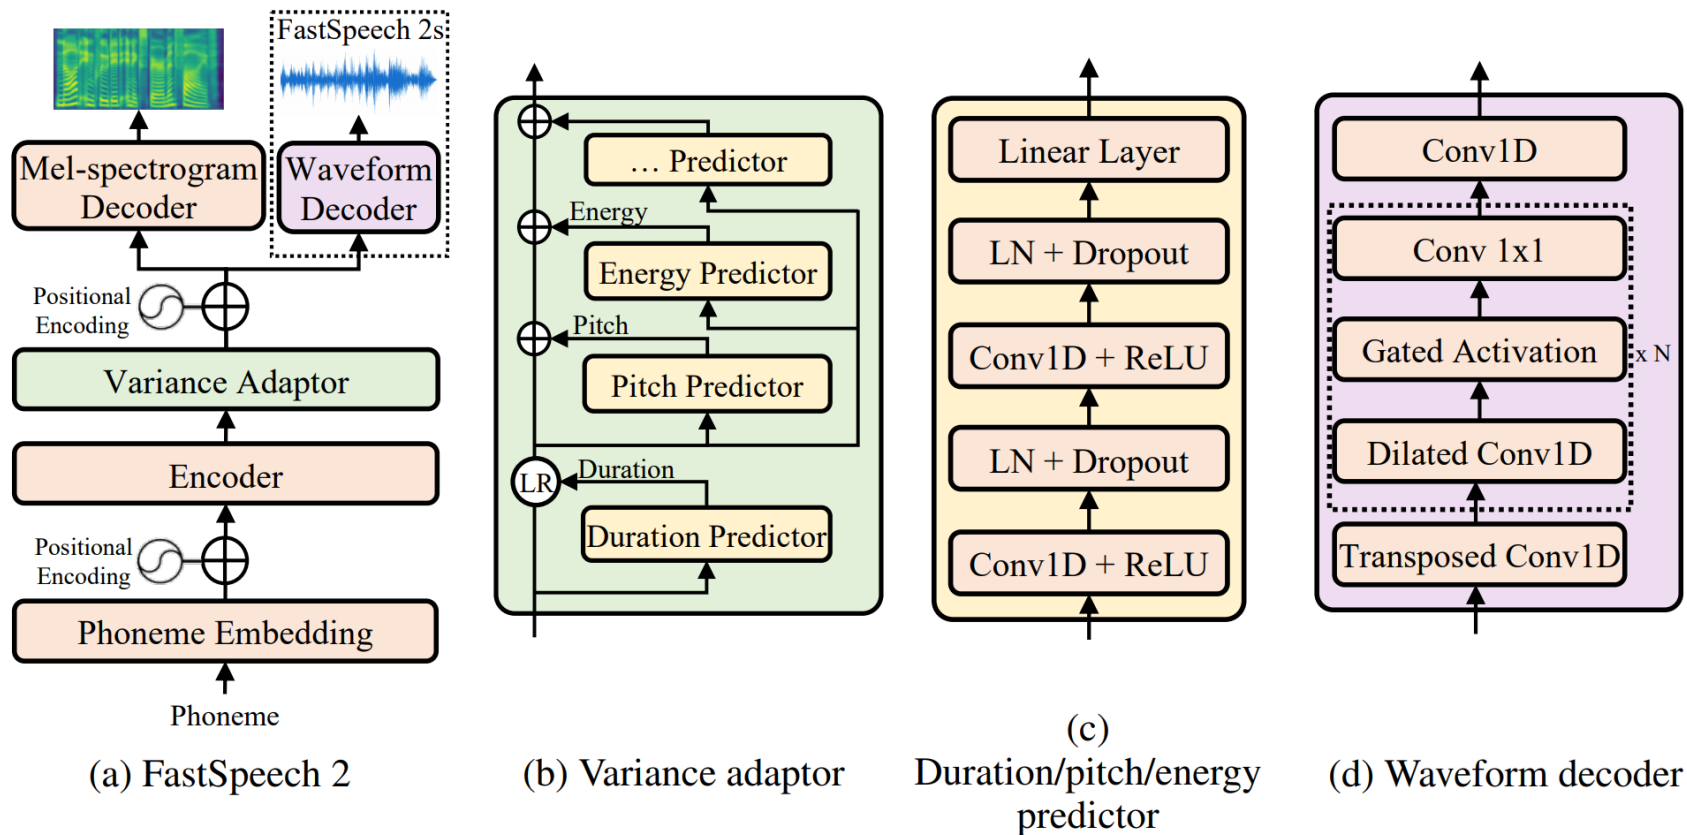 FastSpeech 2s
Mel-spectrogram
Decoder
Waveform
Decoder
Positional
Encoding
Variance Adaptor
Encoder
Positional
Encoding
Phoneme Embedding
Phoneme
(a) FastSpeech 2
... Predictor
Energy
Energy Predictor
Pitch
Pitch Predictor
LR
Duration
Duration Predictor
(b) Variance adaptor
Linear Layer
LN + Dropout
Conv1D + ReLU
LN + Dropout
Conv1D + ReLU
(c)
Duration/pitch/energy
predictor
Conv1D
Conv 1x1
Gated Activation
x N
Dilated Conv1D
Transposed Conv1D
(d) Waveform decoder